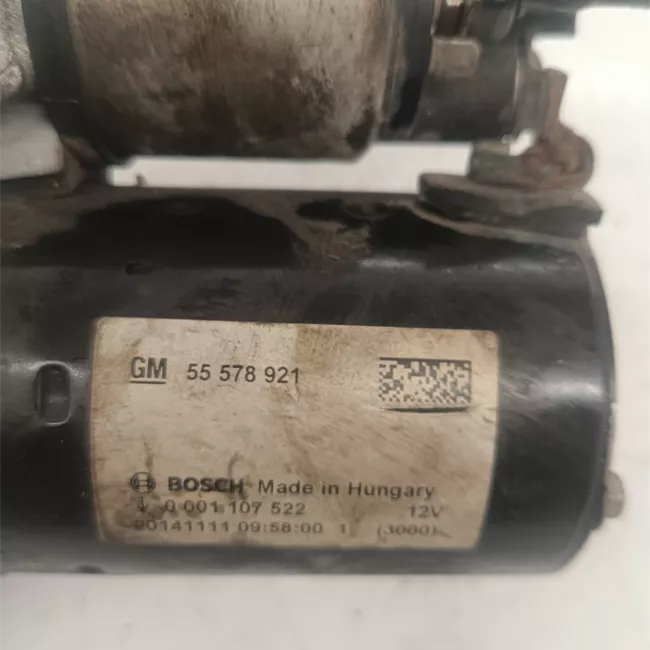 GM 55 578 921
BOSCH Made in Hungary
0 001 107 522 12V
20141111 09:58:00 1 (3000)